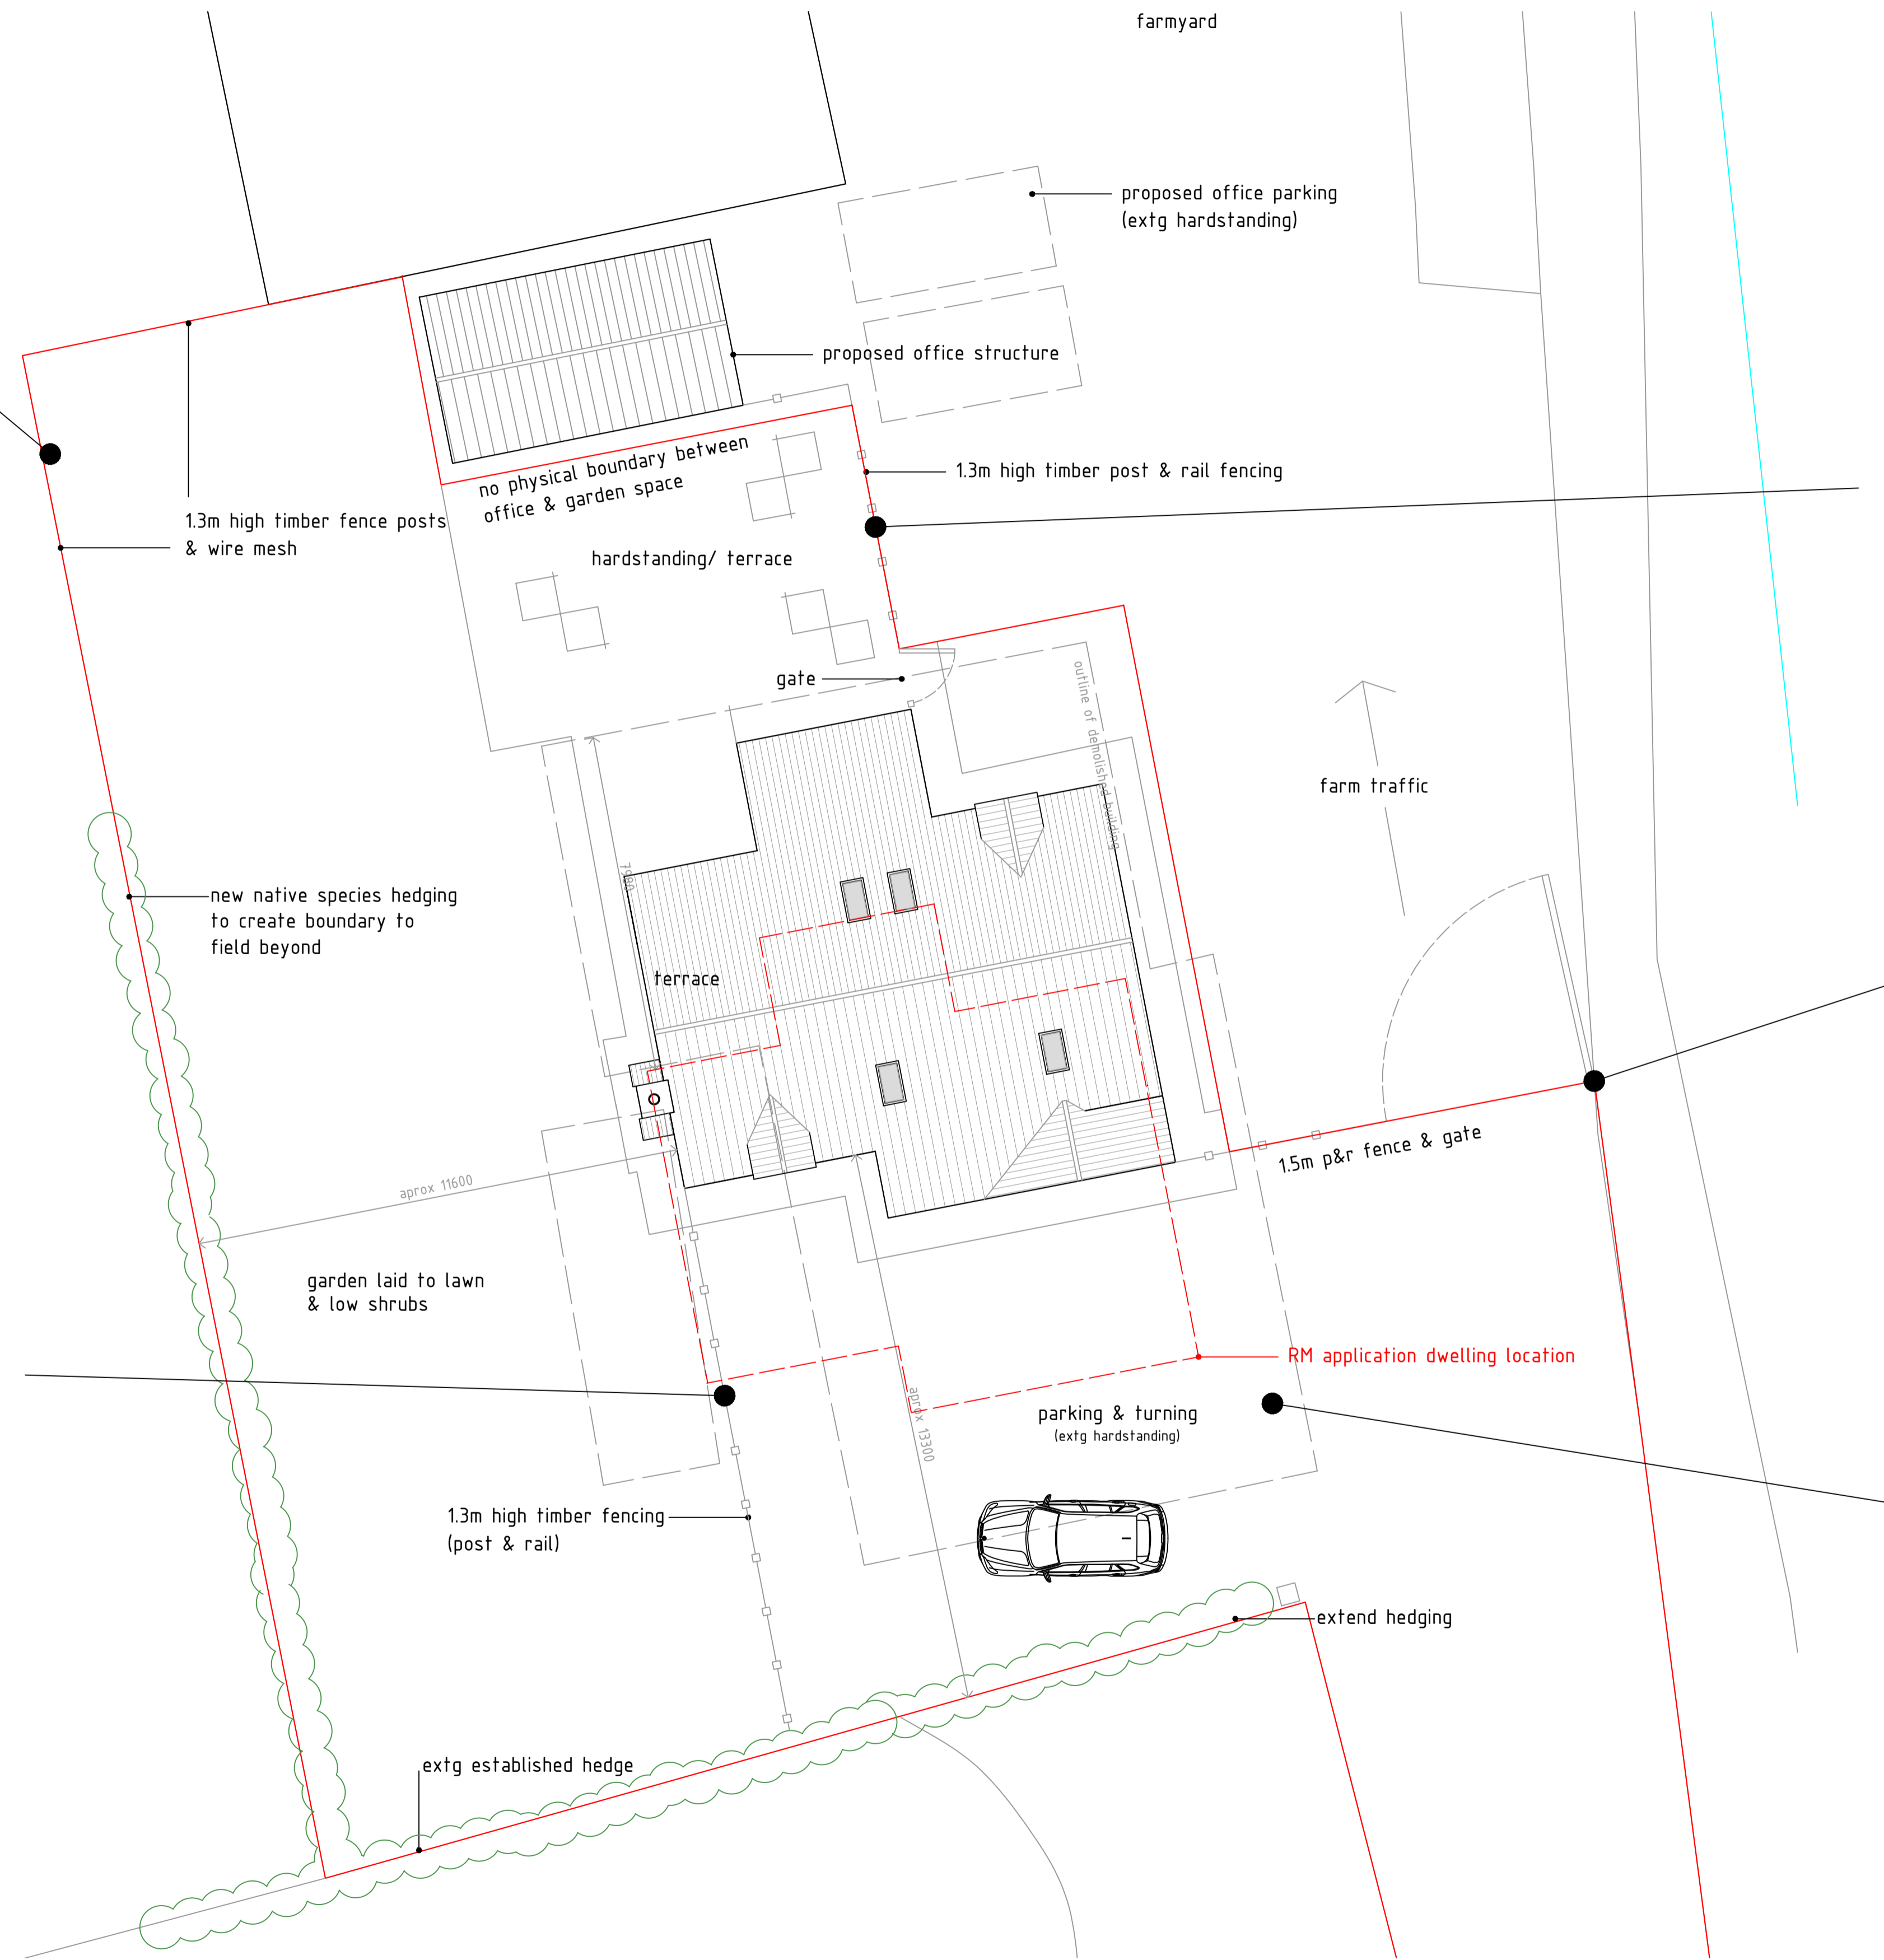 farmyard
proposed office parking
(extg hardstanding)
proposed office structure
no physical boundary between
office & garden space
1.3m high timber post & rail fencing
1.3m high timber fence posts
& wire mesh
hardstanding/ terrace
gate
outline of demolished building
farm traffic
7980
new native species hedging
to create boundary to
field beyond
terrace
1.5m p&r fence & gate
aprox 11600
garden laid to lawn
& low shrubs
RM application dwelling location
aprox 13300
parking & turning
(extg hardstanding)
1.3m high timber fencing
(post & rail)
extend hedging
extg established hedge